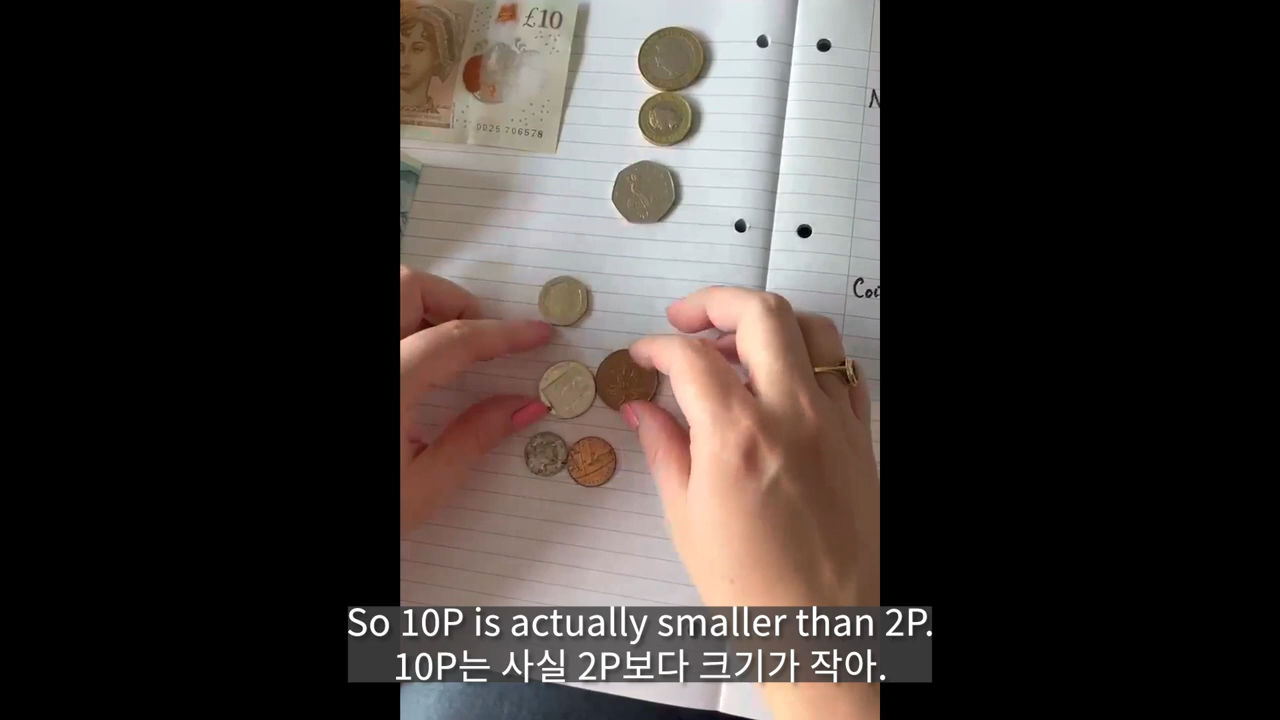 £10
DD25 706578
So 10P is actually smaller than 2P.
10P는 사실 2P보다 크기가 작아.